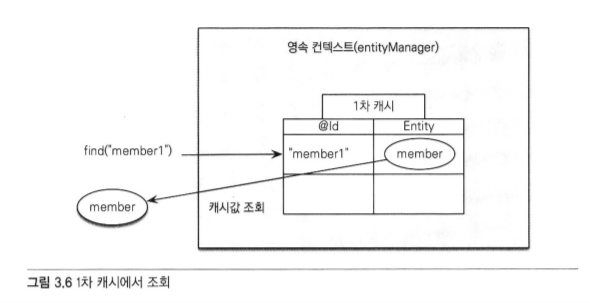 영속 컨텍스트(entityManager)
1차 캐시
@Id Entity
find("member1") "member1" member
member 캐시값 조회
그림 3.6 1차 캐시에서 조회